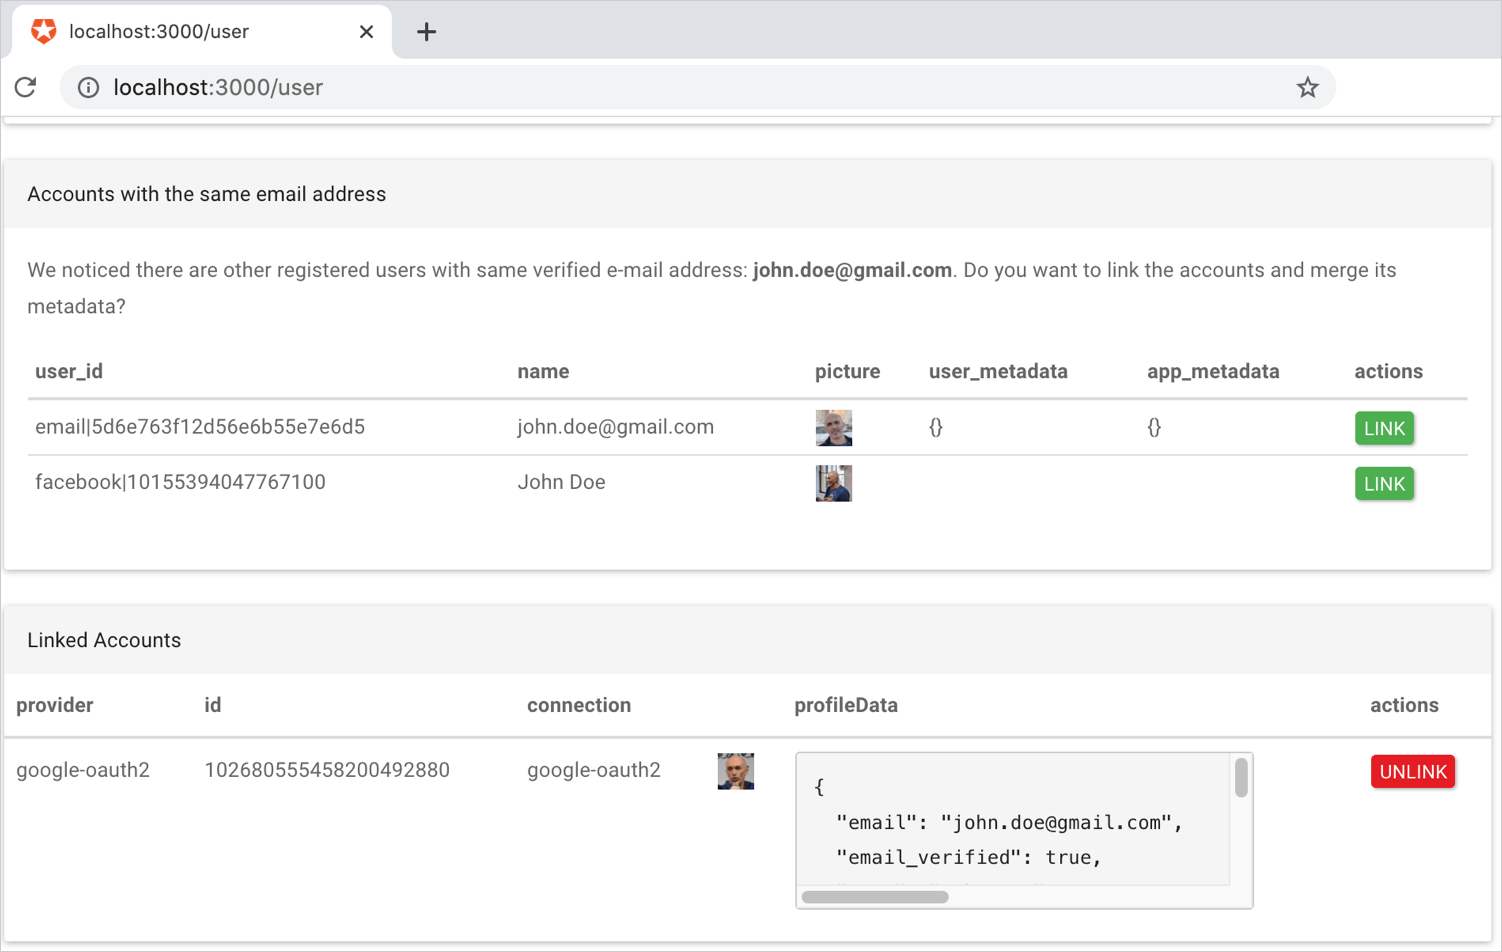 localhost:3000/user
localhost:3000/user
Accounts with the same email address
We noticed there are other registered users with same verified e-mail address: john.doe@gmail.com. Do you want to link the accounts and merge its
metadata?
user_id name picture user_metadata app_metadata actions
email|5d6e763f12d56e6b55e7e6d5 john.doe@gmail.com {} {} LINK
facebook|10155394047767100 John Doe LINK
Linked Accounts
provider id connection profileData actions
google-oauth2 102680555458200492880 google-oauth2 UNLINK
{
"email": "john.doe@gmail.com",
"email_verified": true,